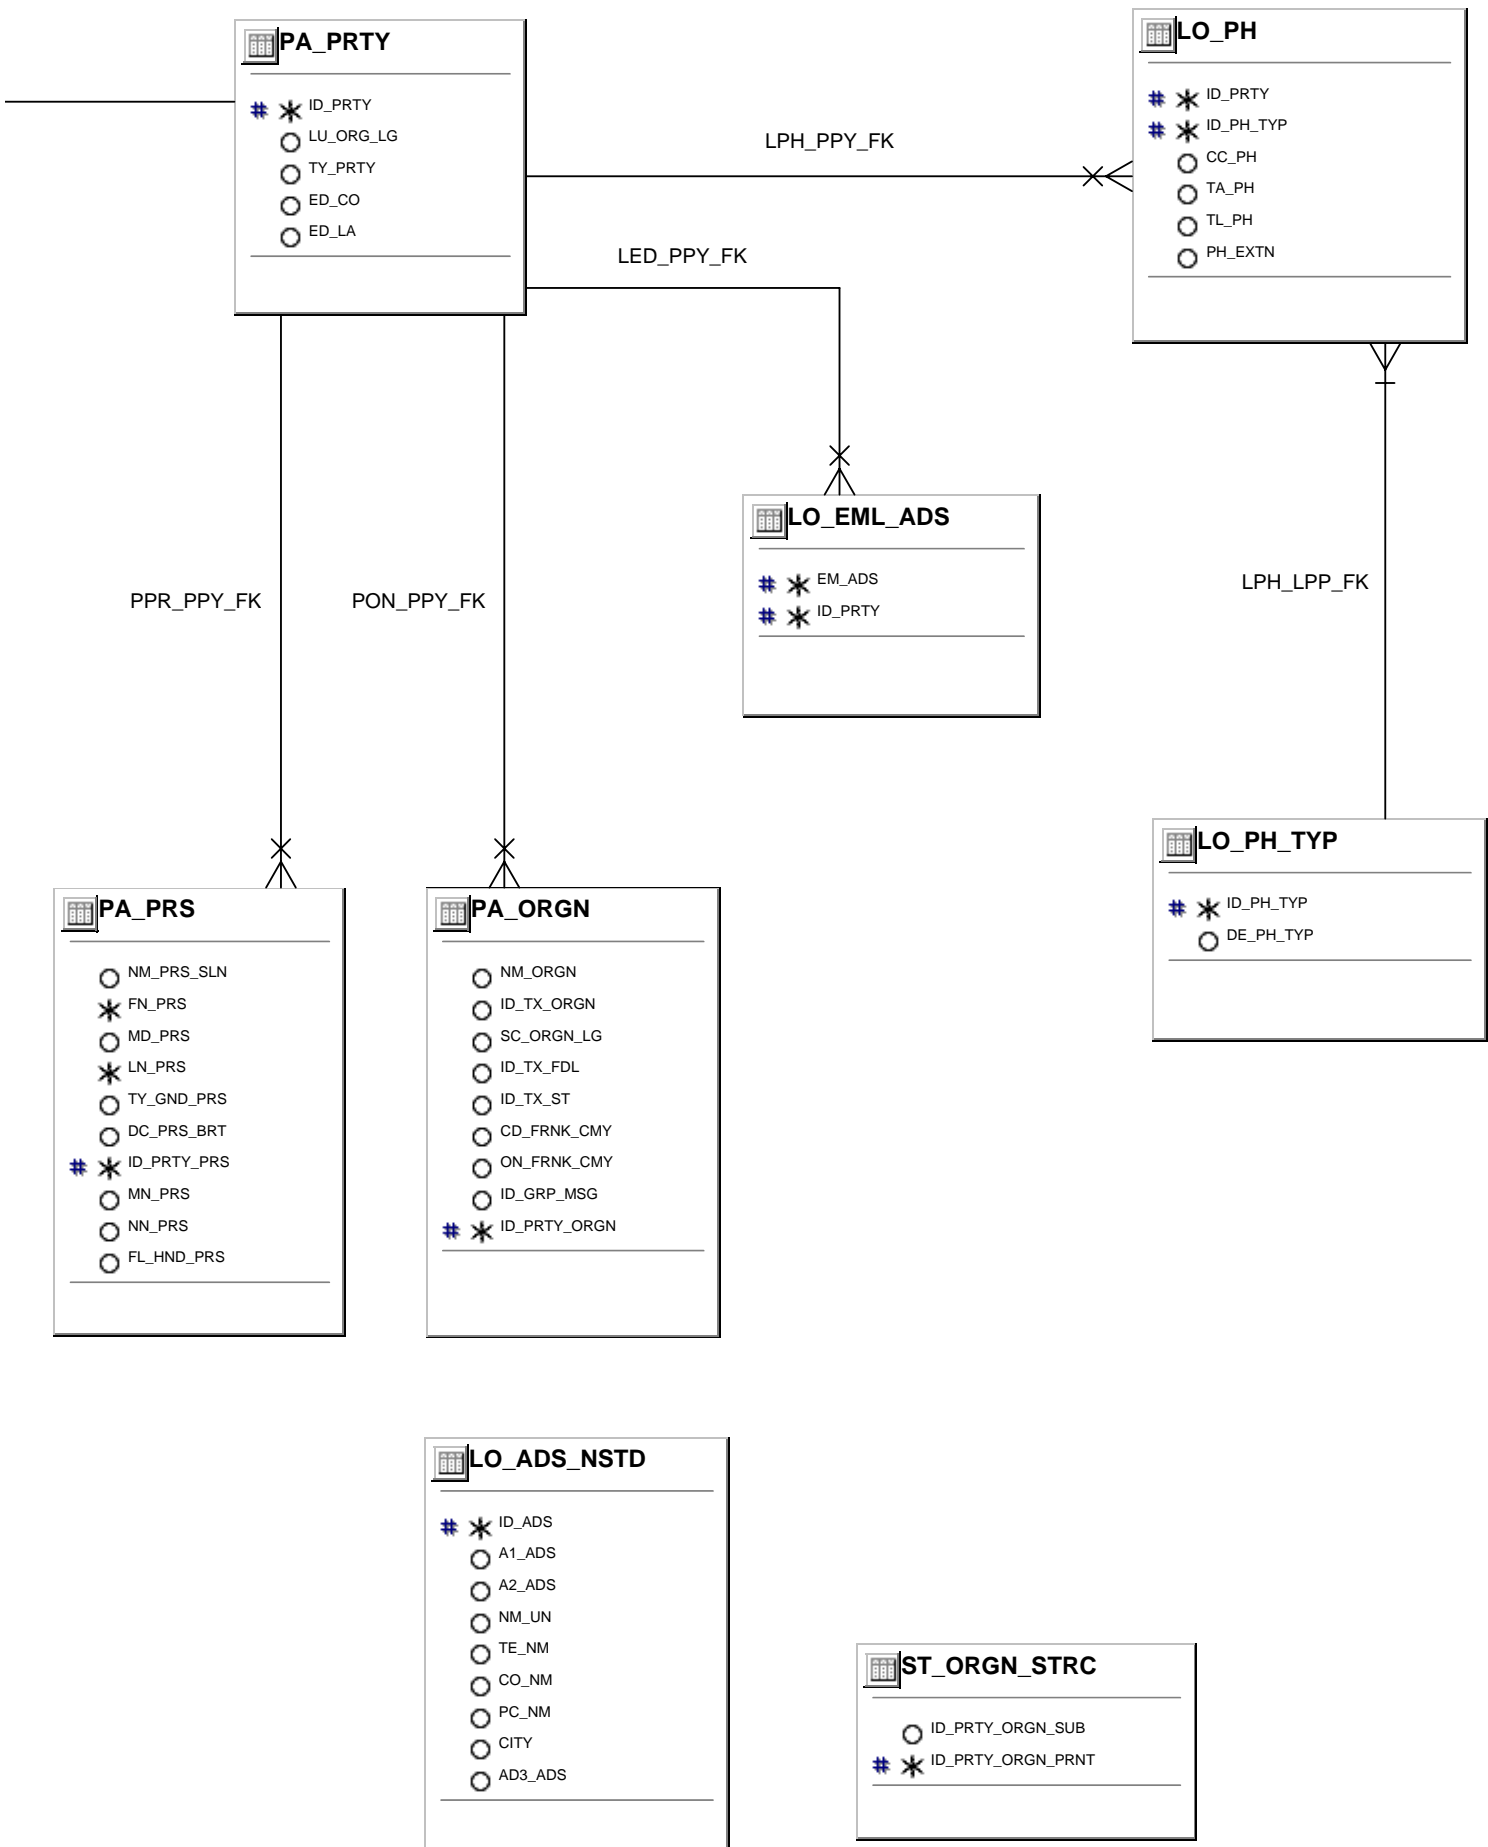 PA_PRTY
# * ID_PRTY
LU_ORG_LG
TY_PRTY
ED_CO
ED_LA
LO_PH
# * ID_PRTY
# * ID_PH_TYP
CC_PH
TA_PH
TL_PH
PH_EXTN
LPH_PPY_FK
LED_PPY_FK
LO_EML_ADS
# * EM_ADS
# * ID_PRTY
PPR_PPY_FK
PON_PPY_FK
LPH_LPP_FK
LO_PH_TYP
# * ID_PH_TYP
DE_PH_TYP
PA_PRS
NM_PRS_SLN
* FN_PRS
MD_PRS
* LN_PRS
TY_GND_PRS
DC_PRS_BRT
# * ID_PRTY_PRS
MN_PRS
NN_PRS
FL_HND_PRS
PA_ORGN
NM_ORGN
ID_TX_ORGN
SC_ORGN_LG
ID_TX_FDL
ID_TX_ST
CD_FRNK_CMY
ON_FRNK_CMY
ID_GRP_MSG
# * ID_PRTY_ORGN
LO_ADS_NSTD
# * ID_ADS
A1_ADS
A2_ADS
NM_UN
TE_NM
CO_NM
PC_NM
CITY
AD3_ADS
ST_ORGN_STRC
ID_PRTY_ORGN_SUB
# * ID_PRTY_ORGN_PRNT